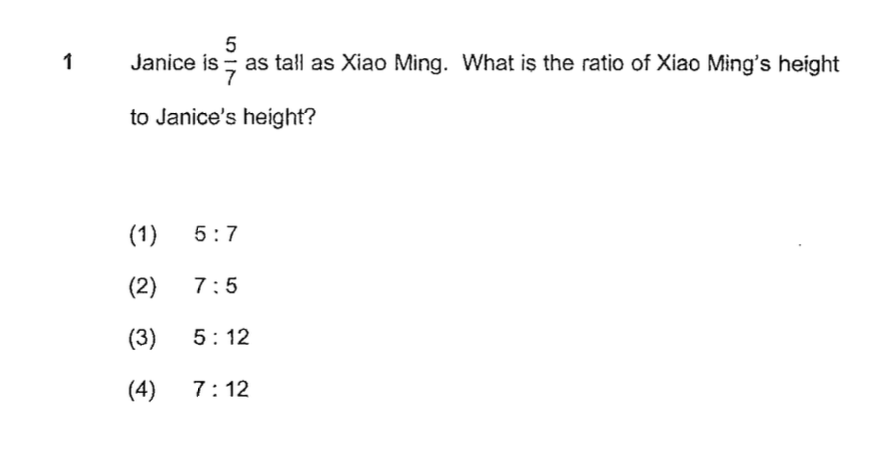 1 Janice is 5/7 as tall as Xiao Ming. What is the ratio of Xiao Ming's height
to Janice's height?
(1) 5 : 7
(2) 7 : 5
(3) 5 : 12
(4) 7 : 12